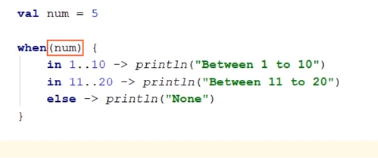 val num = 5
when(num) {
in 1..10 -> println("Between 1 to 10")
in 11..20 -> println("Between 11 to 20")
else -> println("None")
}